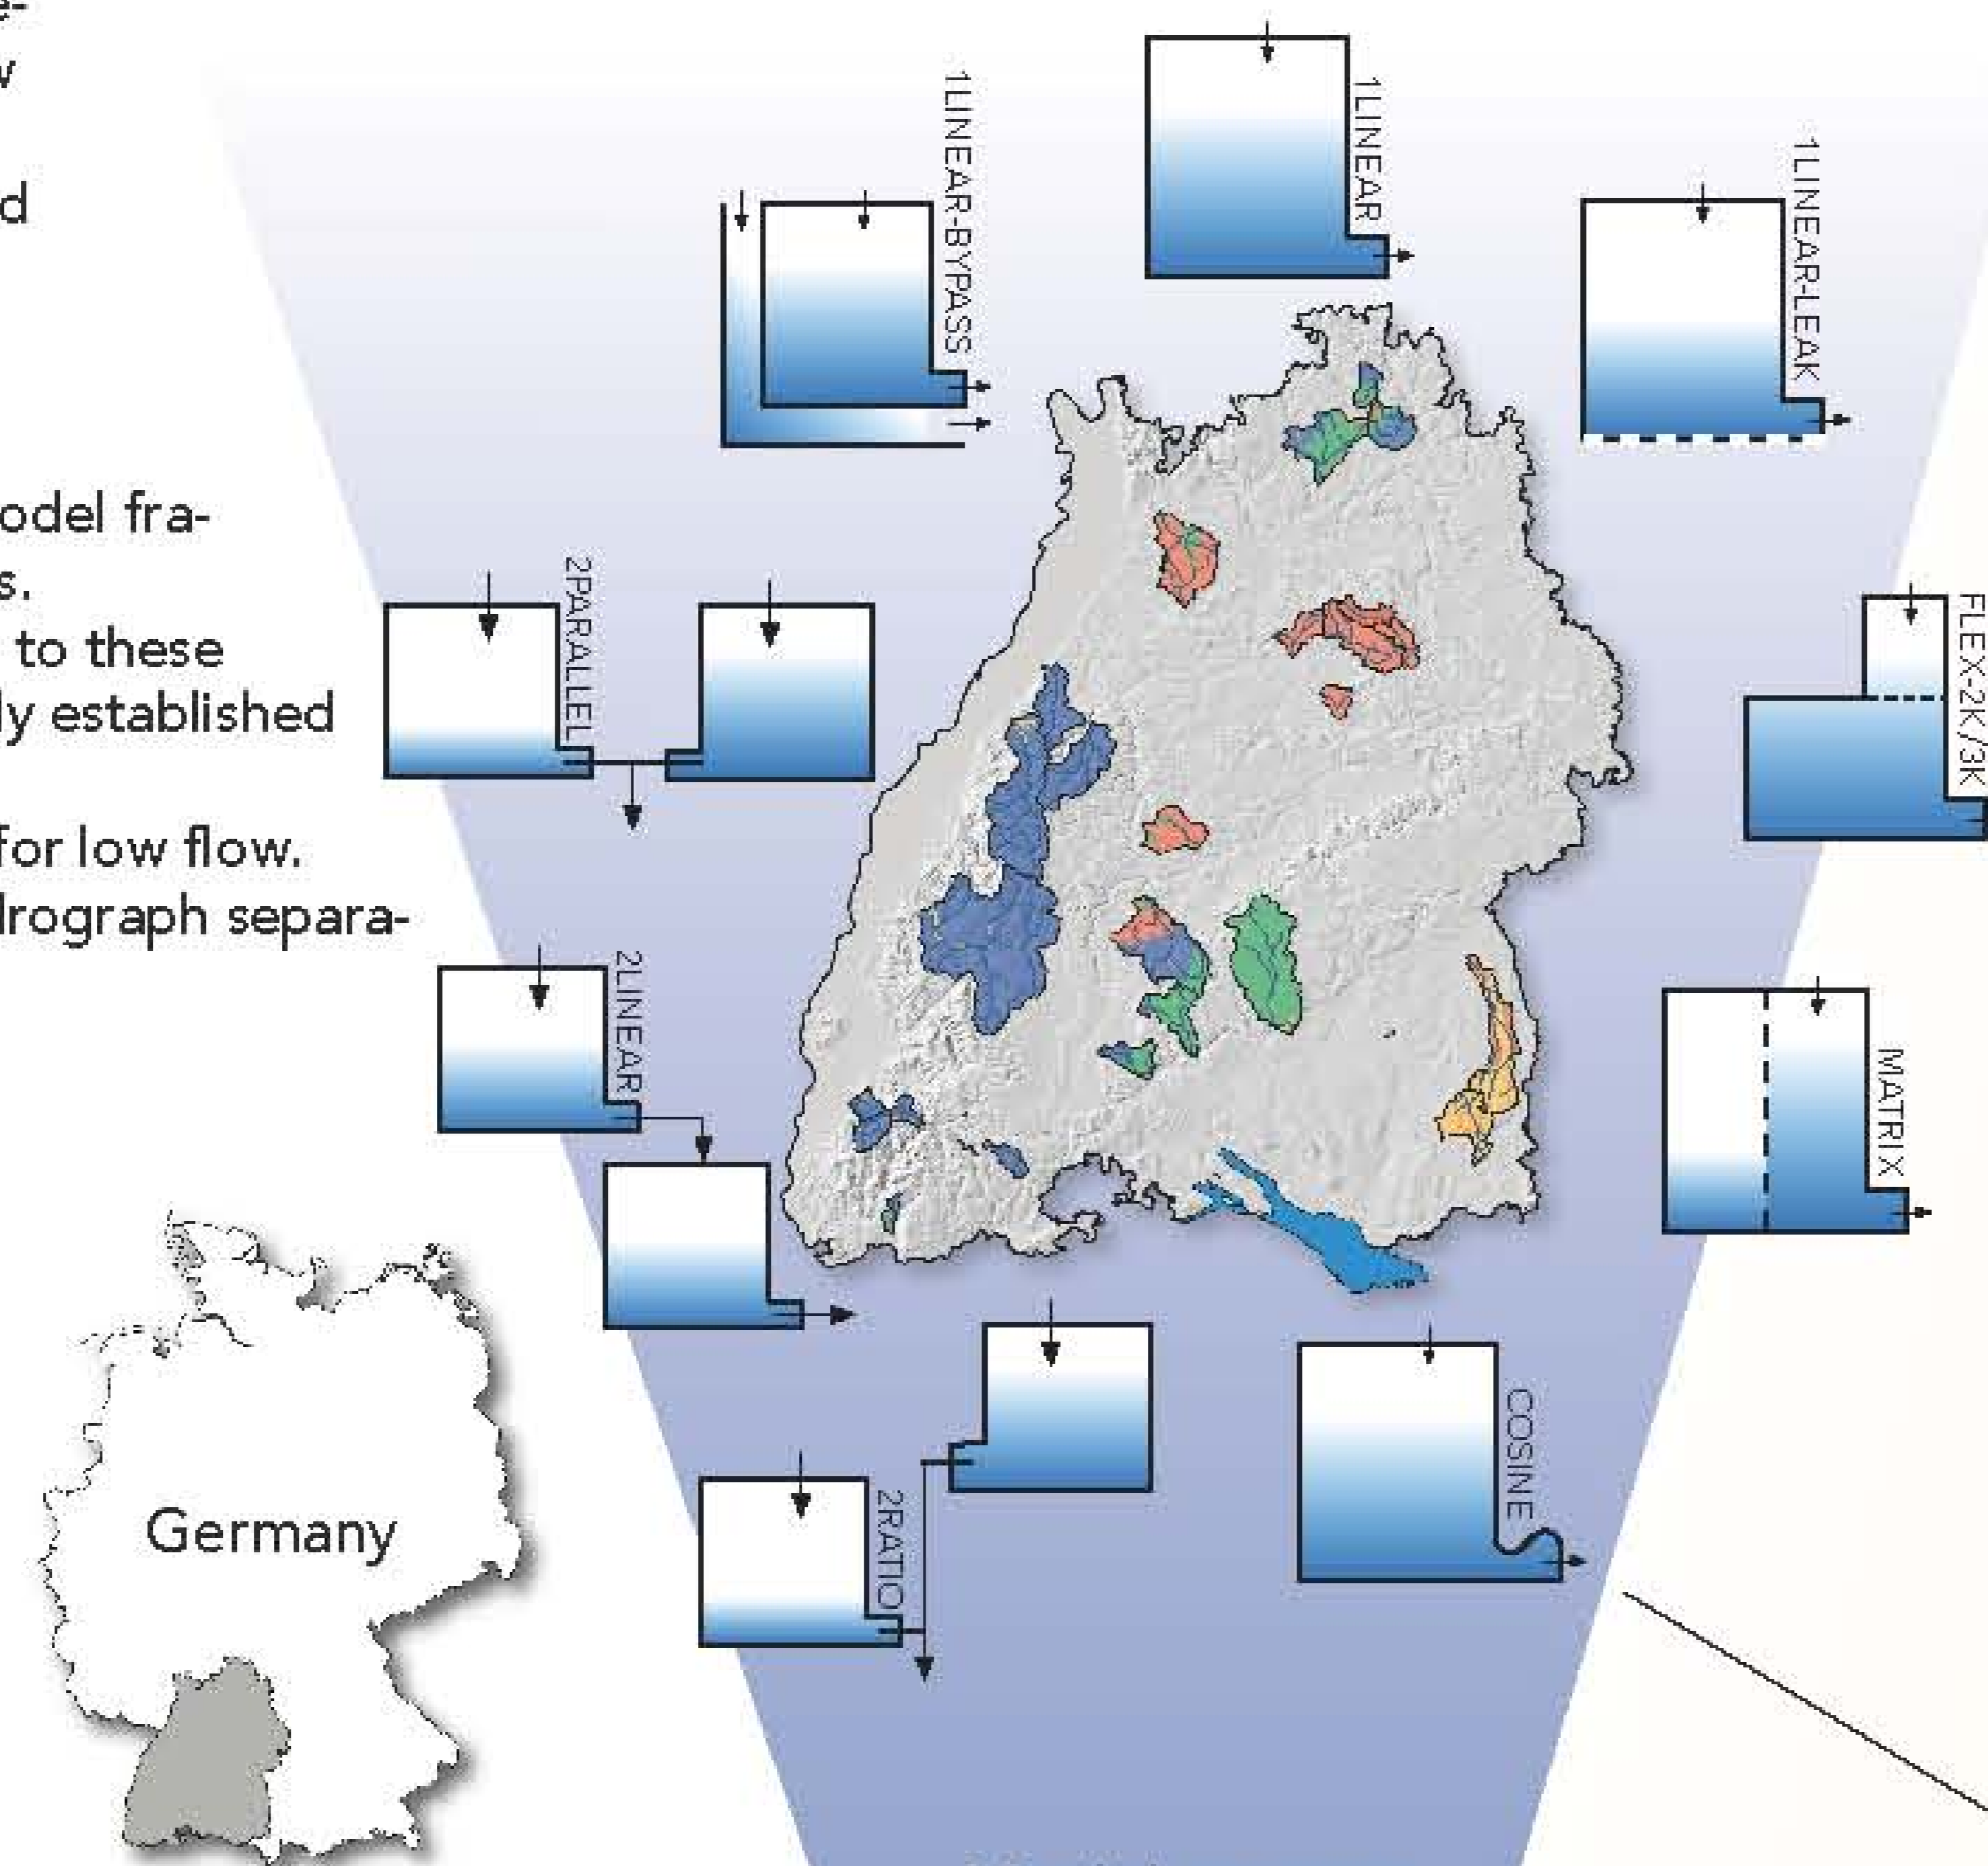 w
d
odel fra-
s.
to these
ly established
for low flow.
drograph separa-
1LINEAR
1LINEAR-BYPASS
1LINEAR-LEAK
2PARALLEL
FLEX-2K/3K
2LINEAR
MATRIX
2RATIO
COSINE
Germany